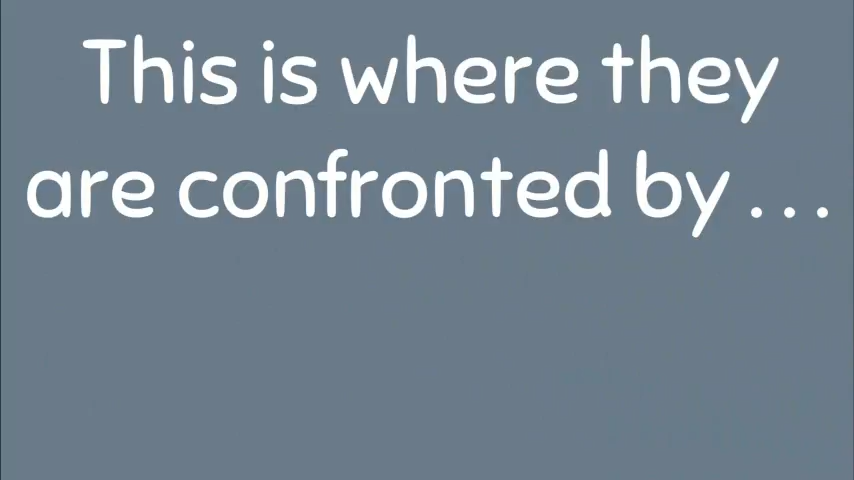 This is where they
are confronted by . . .